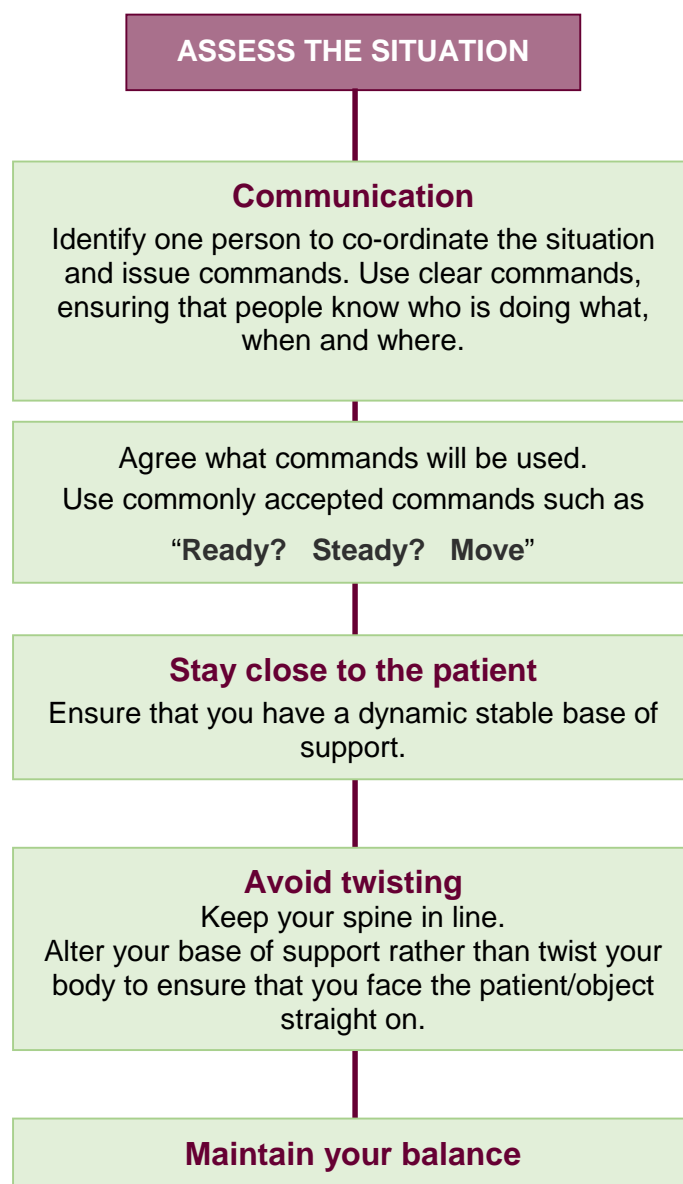 ASSESS THE SITUATION
Communication
Identify one person to co-ordinate the situation
and issue commands. Use clear commands,
ensuring that people know who is doing what,
when and where.
Agree what commands will be used.
Use commonly accepted commands such as
“Ready? Steady? Move”
Stay close to the patient
Ensure that you have a dynamic stable base of
support.
Avoid twisting
Keep your spine in line.
Alter your base of support rather than twist your
body to ensure that you face the patient/object
straight on.
Maintain your balance